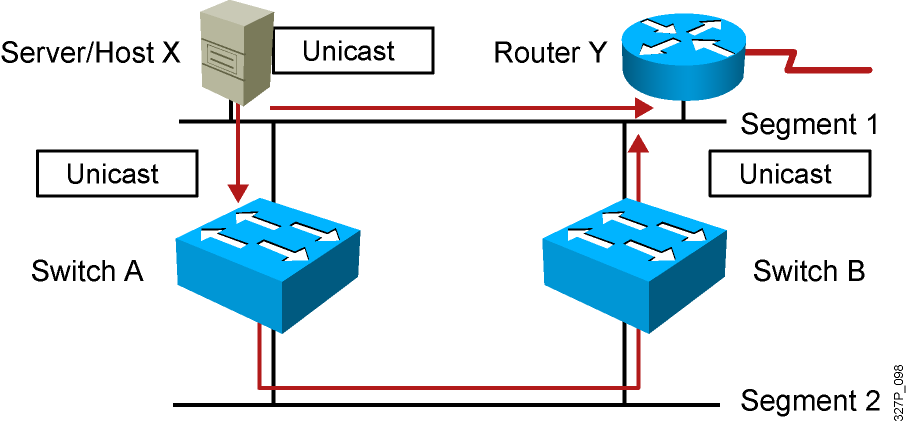 Server/Host X
Unicast
Router Y
Segment 1
Unicast
Unicast
Switch A
Switch B
Segment 2
327P_098